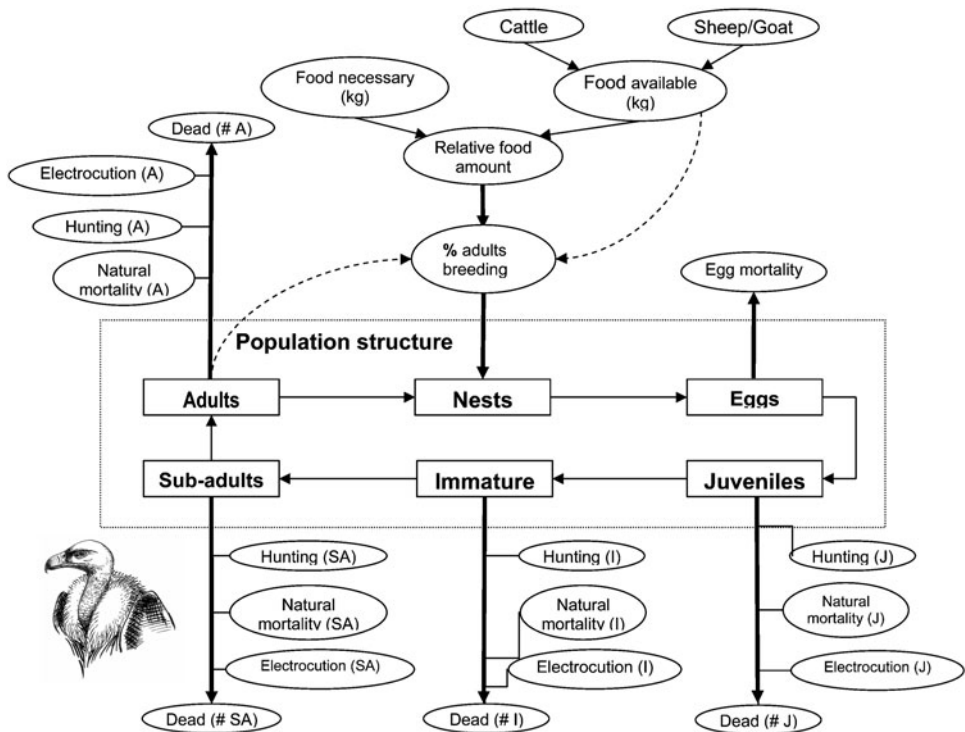 Cattle
Sheep/Goat
Food necessary
(kg)
Food available
(kg)
Dead (# A)
Relative food
amount
Electrocution (A)
Hunting (A)
% adults
breeding
Natural
mortality (A)
Egg mortality
Population structure
Adults
Nests
Eggs
Sub-adults
Immature
Juveniles
Hunting (SA)
Hunting (I)
Hunting (J)
Natural
mortality (SA)
Natural
mortality (I)
Natural
mortality (J)
Electrocution (SA)
Electrocution (I)
Electrocution (J)
Dead (# SA)
Dead (# I)
Dead (# J)